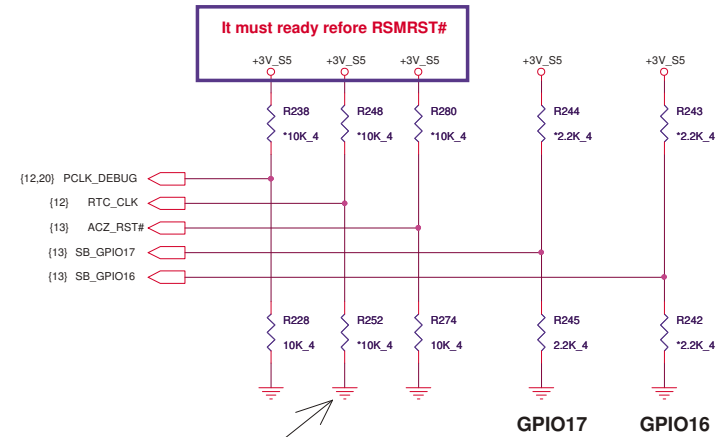 It must ready refore RSMRST#
+3V_S5 +3V_S5 +3V_S5 +3V_S5 +3V_S5
R238 R248 R280 R244 R243
*10K_4 *10K_4 *10K_4 *2.2K_4 *2.2K_4
{12,20} PCLK_DEBUG
{12} RTC_CLK
{13} ACZ_RST#
{13} SB_GPIO17
{13} SB_GPIO16
R228 R252 R274 R245 R242
10K_4 *10K_4 10K_4 2.2K_4 *2.2K_4
GPIO17 GPIO16